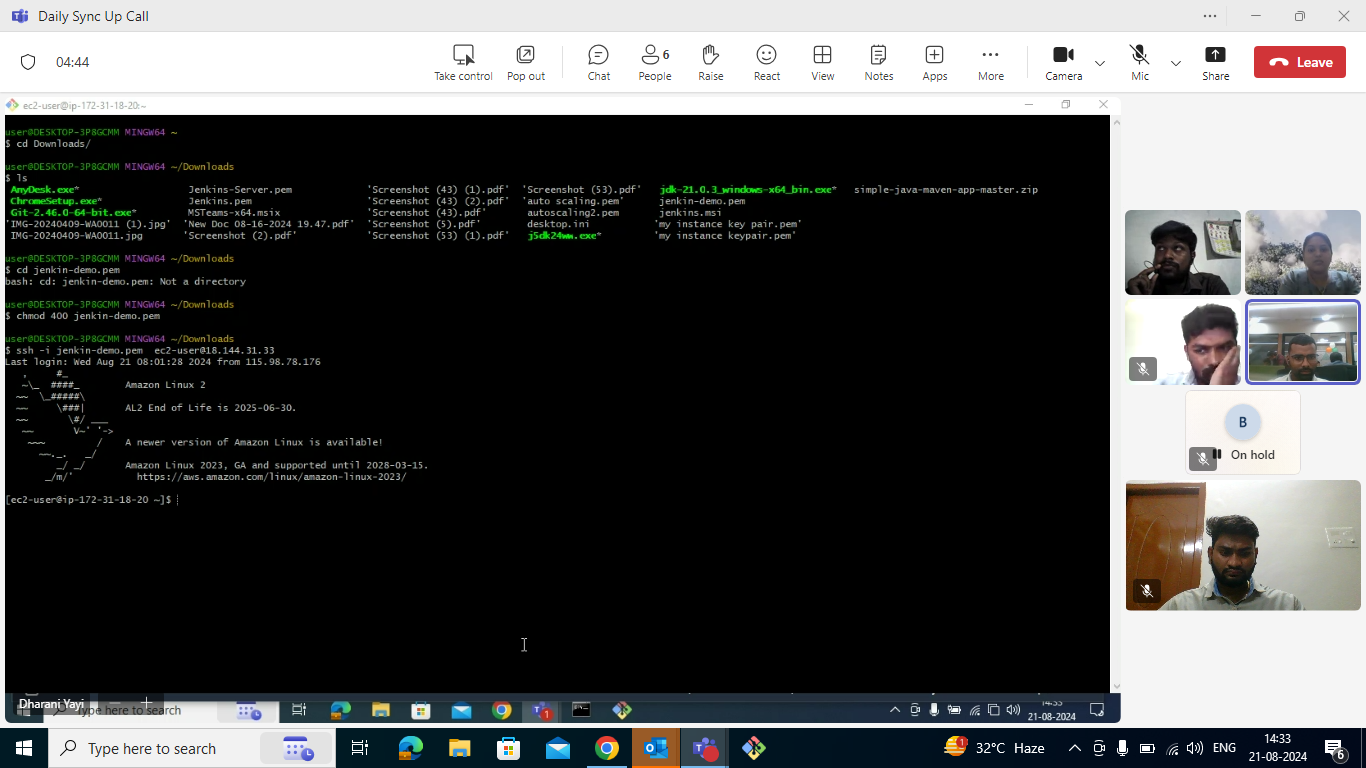 Daily Sync Up Call
04:44
Take control
Pop out
Chat
6
People
Raise
React
View
Notes
Apps
More
Camera
Mic
Share
Leave
ec2-user@ip-172-31-18-20:~
user@DESKTOP-3P8GCMM MINGW64 ~
$ cd Downloads/
user@DESKTOP-3P8GCMM MINGW64 ~/Downloads
$ ls
AnyDesk.exe* Jenkins-Server.pem 'Screenshot (43) (1).pdf' 'Screenshot (53).pdf' jdk-21.0.3_windows-x64_bin.exe* simple-java-maven-app-master.zip
ChromeSetup.exe* Jenkins.pem 'Screenshot (43) (2).pdf' 'auto scaling.pem' jenkin-demo.pem
Git-2.46.0-64-bit.exe* MSTeams-x64.msix 'Screenshot (43).pdf' autoscaling2.pem jenkins.msi
'IMG-20240409-WA0011 (1).jpg' 'New Doc 08-16-2024 19.47.pdf' 'Screenshot (5).pdf' desktop.ini 'my instance key pair.pem'
IMG-20240409-WA0011.jpg 'Screenshot (2).pdf' 'Screenshot (53) (1).pdf' j5dk24ww.exe* 'my instance keypair.pem'
user@DESKTOP-3P8GCMM MINGW64 ~/Downloads
$ cd jenkin-demo.pem
bash: cd: jenkin-demo.pem: Not a directory
user@DESKTOP-3P8GCMM MINGW64 ~/Downloads
$ chmod 400 jenkin-demo.pem
user@DESKTOP-3P8GCMM MINGW64 ~/Downloads
$ ssh -i jenkin-demo.pem ec2-user@18.144.31.33
Last login: Wed Aug 21 08:01:28 2024 from 115.98.78.176
, #_
~\_ ####_ Amazon Linux 2
~~ \_#####\
~~ \###| AL2 End of Life is 2025-06-30.
~~ \#/ ___
~~ V~' '->
~~~ / A newer version of Amazon Linux is available!
~~._. _/
_/ _/ Amazon Linux 2023, GA and supported until 2028-03-15.
_/m/' https://aws.amazon.com/linux/amazon-linux-2023/
[ec2-user@ip-172-31-18-20 ~]$
B
On hold
Dharani Yayi
Type here to search
1
14:33
21-08-2024
Type here to search
1
32°C Haze
ENG
14:33
21-08-2024
6